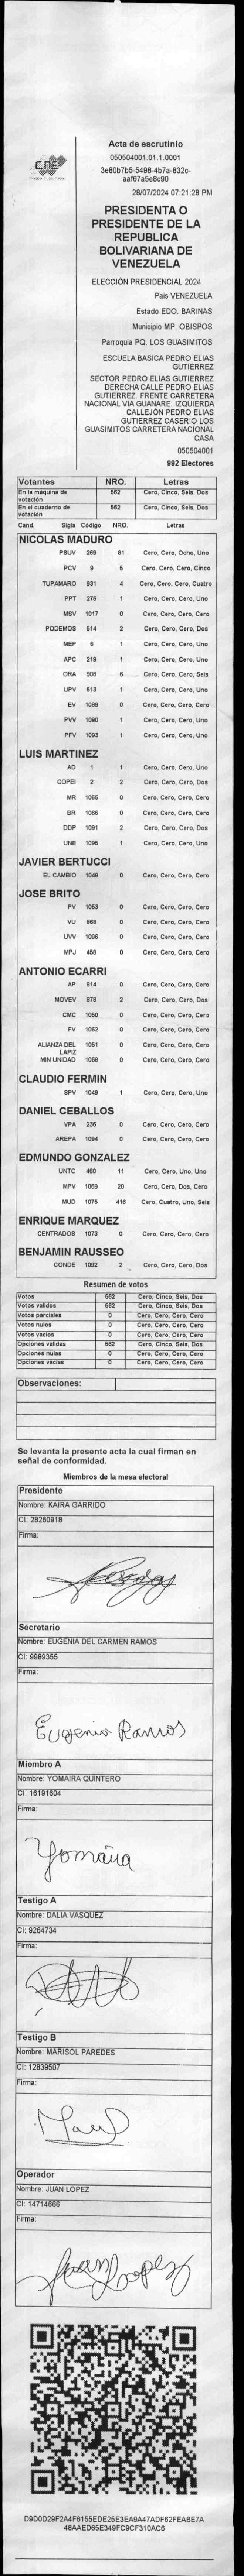 CNE
Acta de escrutinio
050504001.01.1.0001
3e80b7b5-5498-4b7a-832c-
aaf67a5e8c90
28/07/2024 07:21:28 PM
PRESIDENTA O
PRESIDENTE DE LA
REPUBLICA
BOLIVARIANA DE
VENEZUELA
ELECCIÓN PRESIDENCIAL 2024
Pais VENEZUELA
Estado EDO. BARINAS
Municipio MP. OBISPOS
Parroquia PQ. LOS GUASIMITOS
ESCUELA BASICA PEDRO ELIAS
GUTIERREZ
SECTOR PEDRO ELIAS GUTIERREZ
DERECHA CALLE PEDRO ELIAS
GUTIERREZ. FRENTE CARRETERA
NACIONAL VIA GUANARE. IZQUIERDA
CALLEJÓN PEDRO ELIAS
GUTIERREZ CASERIO LOS
GUASIMITOS CARRETERA NACIONAL
CASA
050504001
992 Electores
Votantes NRO. Letras
En la máquina de votación 562 Cero, Cinco, Seis, Dos
En el cuaderno de votación 562 Cero, Cinco, Seis, Dos
Cand. Sigla Código NRO. Letras
NICOLAS MADURO
PSUV 269 81 Cero, Cero, Ocho, Uno
PCV 9 5 Cero, Cero, Cero, Cinco
TUPAMARO 931 4 Cero, Cero, Cero, Cuatro
PPT 276 1 Cero, Cero, Cero, Uno
MSV 1017 0 Cero, Cero, Cero, Cero
PODEMOS 514 2 Cero, Cero, Cero, Dos
MEP 6 1 Cero, Cero, Cero, Uno
APC 219 1 Cero, Cero, Cero, Uno
ORA 906 6 Cero, Cero, Cero, Seis
UPV 513 1 Cero, Cero, Cero, Uno
EV 1089 0 Cero, Cero, Cero, Cero
PVV 1090 1 Cero, Cero, Cero, Uno
PFV 1093 1 Cero, Cero, Cero, Uno
LUIS MARTINEZ
AD 1 1 Cero, Cero, Cero, Uno
COPEI 2 2 Cero, Cero, Cero, Dos
MR 1065 0 Cero, Cero, Cero, Cero
BR 1066 0 Cero, Cero, Cero, Cero
DDP 1091 2 Cero, Cero, Cero, Dos
UNE 1095 1 Cero, Cero, Cero, Uno
JAVIER BERTUCCI
EL CAMBIO 1048 0 Cero, Cero, Cero, Cero
JOSE BRITO
PV 1053 0 Cero, Cero, Cero, Cero
VU 868 0 Cero, Cero, Cero, Cero
UVV 1096 0 Cero, Cero, Cero, Cero
MPJ 458 0 Cero, Cero, Cero, Cero
ANTONIO ECARRI
AP 814 0 Cero, Cero, Cero, Cero
MOVEV 978 2 Cero, Cero, Cero, Dos
CMC 1050 0 Cero, Cero, Cero, Cero
FV 1062 0 Cero, Cero, Cero, Cero
ALIANZA DEL LAPIZ 1051 0 Cero, Cero, Cero, Cero
MIN UNIDAD 1068 0 Cero, Cero, Cero, Cero
CLAUDIO FERMIN
SPV 1049 1 Cero, Cero, Cero, Uno
DANIEL CEBALLOS
VPA 236 0 Cero, Cero, Cero, Cero
AREPA 1094 0 Cero, Cero, Cero, Cero
EDMUNDO GONZALEZ
UNTC 460 11 Cero, Cero, Uno, Uno
MPV 1069 20 Cero, Cero, Dos, Cero
MUD 1075 416 Cero, Cuatro, Uno, Seis
ENRIQUE MARQUEZ
CENTRADOS 1073 0 Cero, Cero, Cero, Cero
BENJAMIN RAUSSEO
CONDE 1092 2 Cero, Cero, Cero, Dos
Resumen de votos
Votos 562 Cero, Cinco, Seis, Dos
Votos validos 562 Cero, Cinco, Seis, Dos
Votos parciales 0 Cero, Cero, Cero, Cero
Votos nulos 0 Cero, Cero, Cero, Cero
Votos vacios 0 Cero, Cero, Cero, Cero
Opciones validas 562 Cero, Cinco, Seis, Dos
Opciones nulas 0 Cero, Cero, Cero, Cero
Opciones vacias 0 Cero, Cero, Cero, Cero
Observaciones:
Se levanta la presente acta la cual firman en
señal de conformidad.
Miembros de la mesa electoral
Presidente
Nombre: KAIRA GARRIDO
CI: 28260918
Firma:
Secretario
Nombre: EUGENIA DEL CARMEN RAMOS
CI: 9989355
Firma:
Eugenia Ramos
Miembro A
Nombre: YOMAIRA QUINTERO
CI: 16191604
Firma:
Yomaira
Testigo A
Nombre: DALIA VASQUEZ
CI: 9264734
Firma:
Testigo B
Nombre: MARISOL PAREDES
CI: 12839507
Firma:
Operador
Nombre: JUAN LOPEZ
CI: 14714666
Firma:
Juan Lopez
D9D0D29F2A4F6155EDE25E3EA9A47ADF62FEABE7A
48AAED65E349FC9CF310AC6